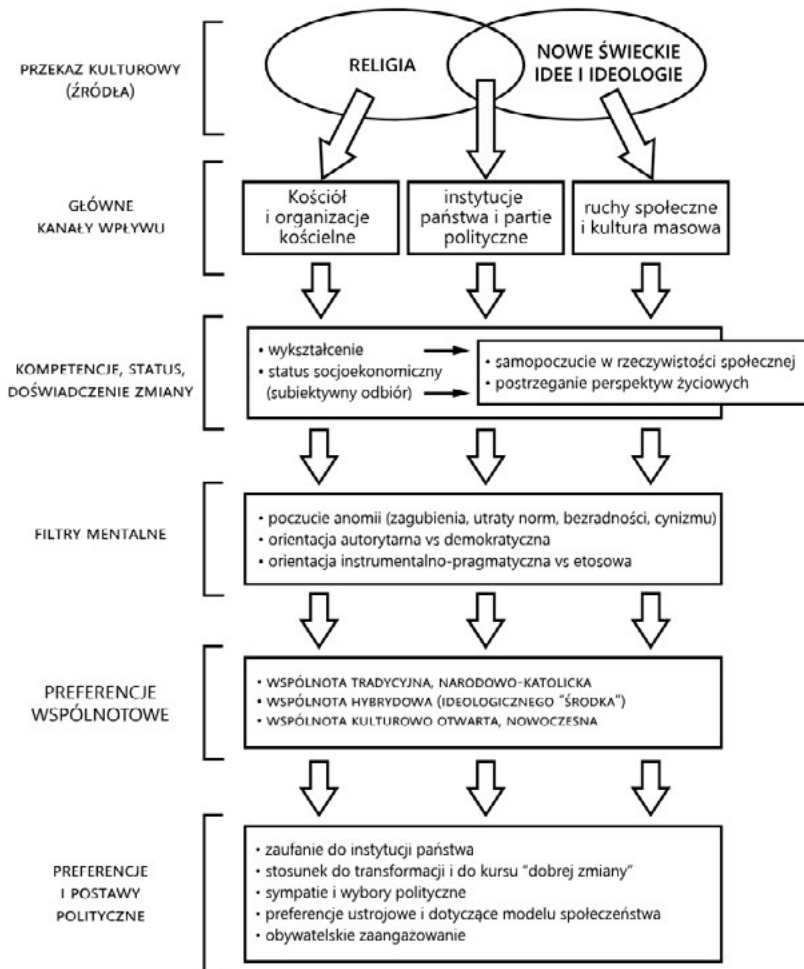 PRZEKAZ KULTUROWY
(ŹRÓDŁA)
RELIGIA
NOWE ŚWIECKIE
IDEE I IDEOLOGIE
GŁÓWNE
KANAŁY WPŁYWU
Kościół
i organizacje
kościelne
instytucje
państwa i partie
polityczne
ruchy społeczne
i kultura masowa
KOMPETENCJE, STATUS,
DOŚWIADCZENIE ZMIANY
• wykształcenie
• status socjoekonomiczny
(subiektywny odbiór)
• samopoczucie w rzeczywistości społecznej
• postrzeganie perspektyw życiowych
FILTRY MENTALNE
• poczucie anomii (zagubienia, utraty norm, bezradności, cynizmu)
• orientacja autorytarna vs demokratyczna
• orientacja instrumentalno-pragmatyczna vs etosowa
PREFERENCJE
WSPÓLNOTOWE
• WSPÓLNOTA TRADYCYJNA, NARODOWO-KATOLICKA
• WSPÓLNOTA HYBRYDOWA (IDEOLOGICZNEGO "ŚRODKA")
• WSPÓLNOTA KULTUROWO OTWARTA, NOWOCZESNA
PREFERENCJE
I POSTAWY
POLITYCZNE
• zaufanie do instytucji państwa
• stosunek do transformacji i do kursu "dobrej zmiany"
• sympatie i wybory polityczne
• preferencje ustrojowe i dotyczące modelu społeczeństwa
• obywatelskie zaangażowanie